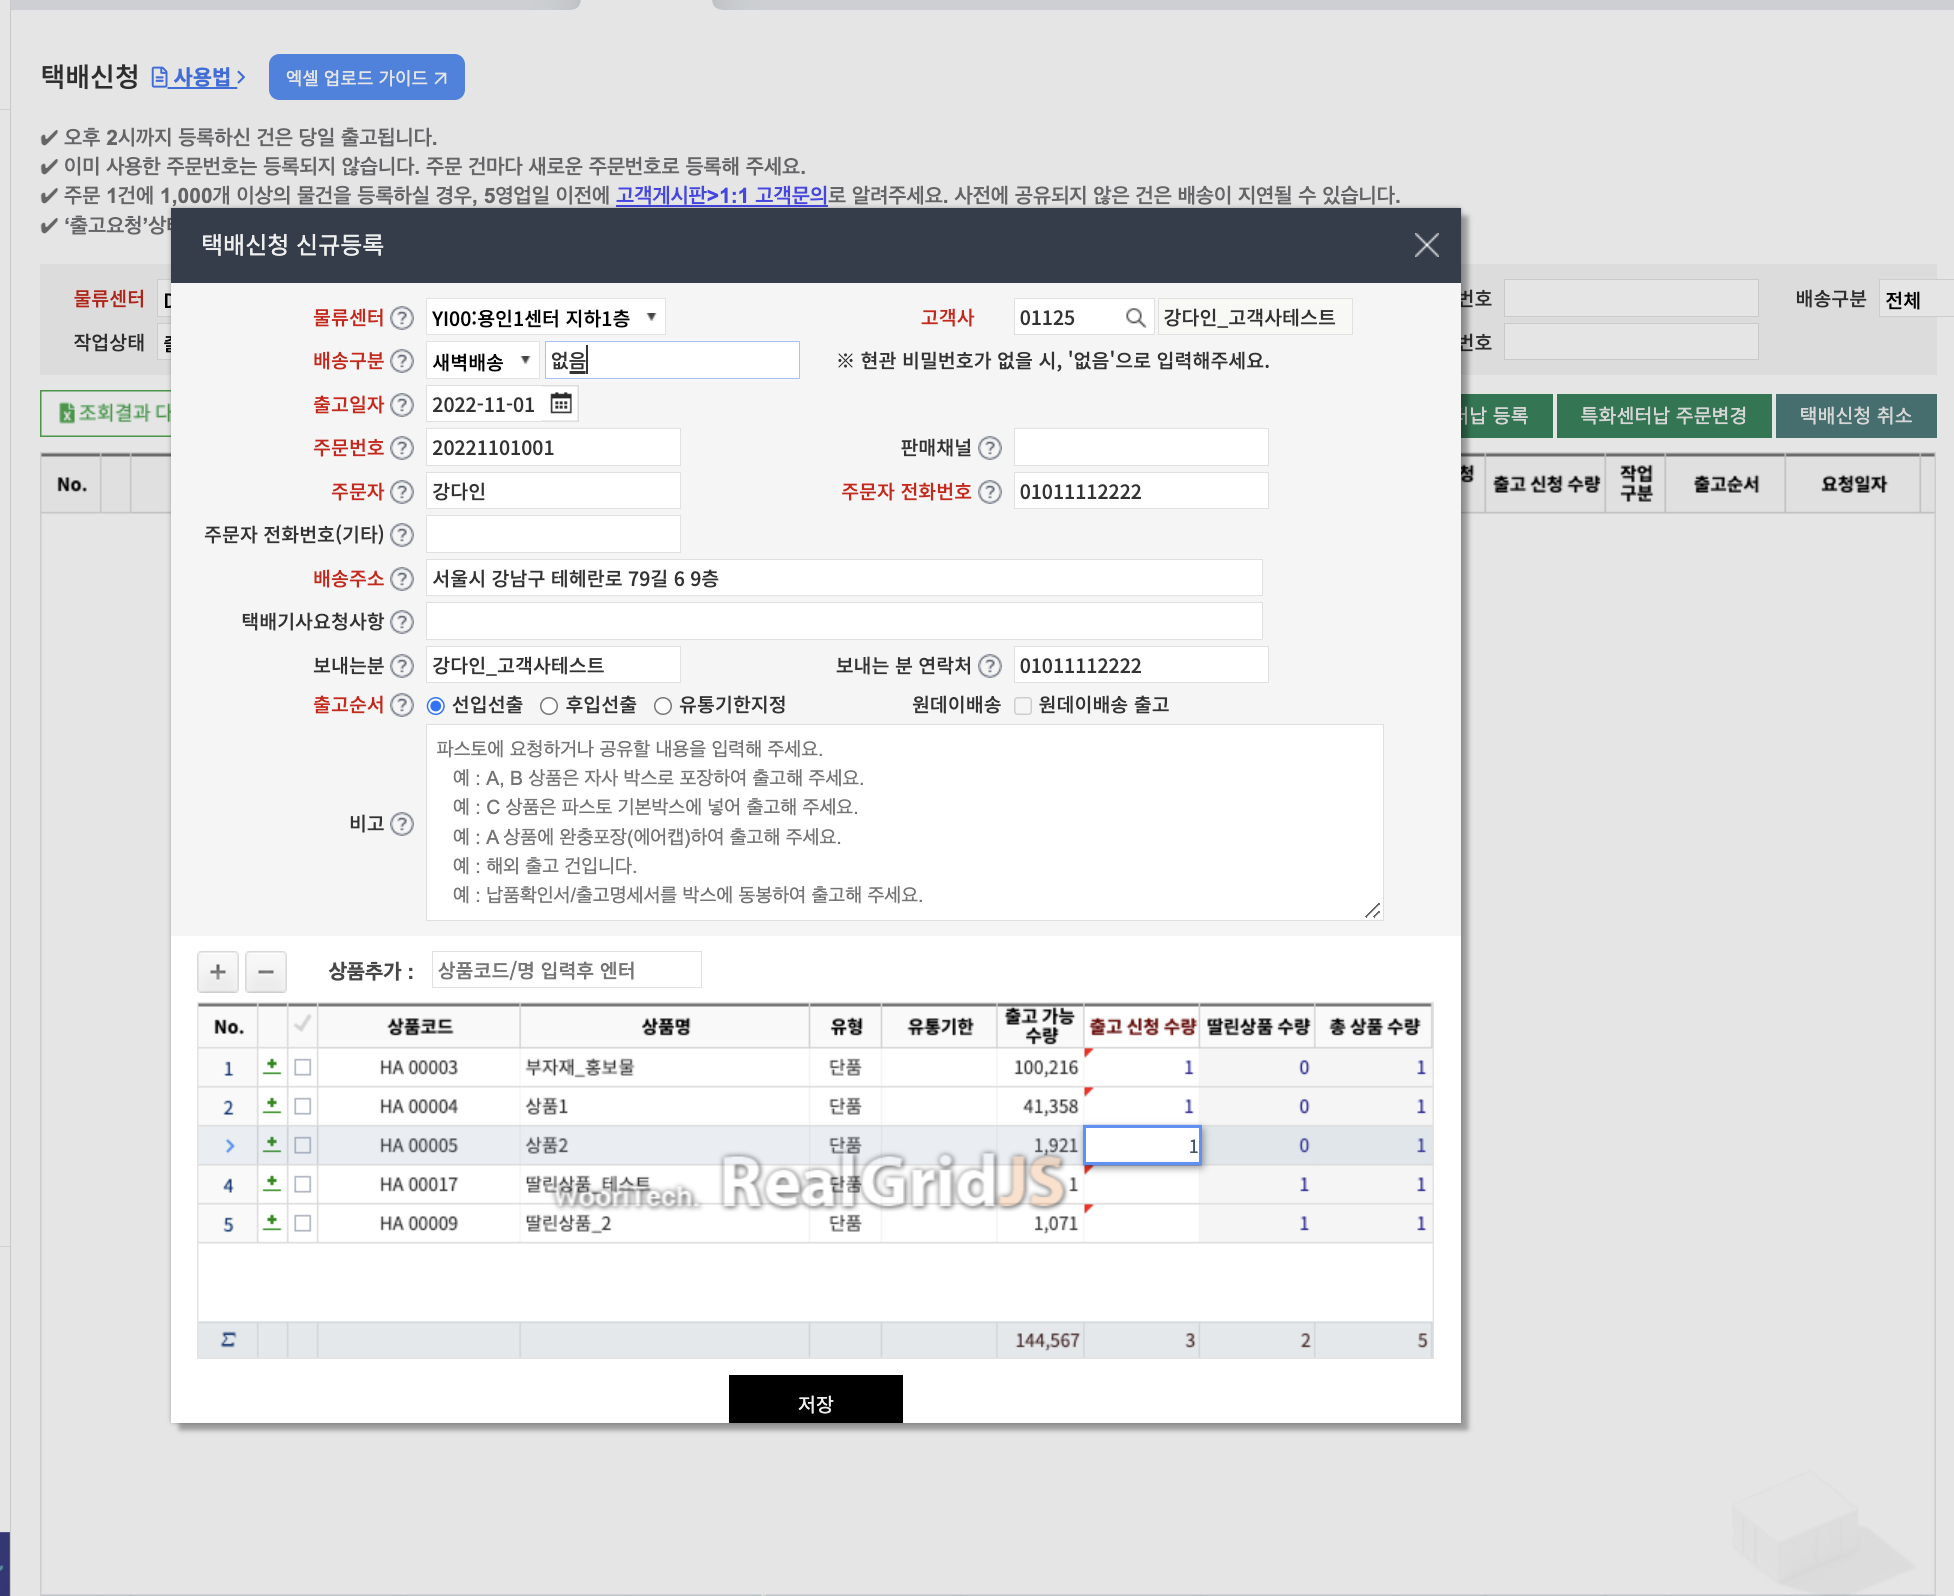 택배신청 사용법 > 엑셀 업로드 가이드
✔ 오후 2시까지 등록하신 건은 당일 출고됩니다.
✔ 이미 사용한 주문번호는 등록되지 않습니다. 주문 건마다 새로운 주문번호로 등록해 주세요.
✔ 주문 1건에 1,000개 이상의 물건을 등록하실 경우, 5영업일 이전에 고객게시판>1:1 고객문의로 알려주세요. 사전에 공유되지 않은 건은 배송이 지연될 수 있습니다.
✔ ‘출고요청’상
택배신청 신규등록
물류센터
번호
배송구분 전체
작업상태
번호
조회결과 다
등록
특화센터납 주문변경
택배신청 취소
No.
출고 신청 수량
작업
구분
출고순서
요청일자
물류센터 ? YI00:용인1센터 지하1층 ▼
고객사 01125 강다인_고객사테스트
배송구분 ? 새벽배송 ▼ 없음
※ 현관 비밀번호가 없을 시, '없음'으로 입력해주세요.
출고일자 ? 2022-11-01
주문번호 ? 20221101001
판매채널 ?
주문자 ? 강다인
주문자 전화번호 ? 01011112222
주문자 전화번호(기타) ?
배송주소 ? 서울시 강남구 테헤란로 79길 6 9층
택배기사요청사항 ?
보내는분 ? 강다인_고객사테스트
보내는 분 연락처 ? 01011112222
출고순서 ? 선입선출 후입선출 유통기한지정
원데이배송 원데이배송 출고
비고 ?
파스토에 요청하거나 공유할 내용을 입력해 주세요.
예 : A, B 상품은 자사 박스로 포장하여 출고해 주세요.
예 : C 상품은 파스토 기본박스에 넣어 출고해 주세요.
예 : A 상품에 완충포장(에어캡)하여 출고해 주세요.
예 : 해외 출고 건입니다.
예 : 납품확인서/출고명세서를 박스에 동봉하여 출고해 주세요.
+ − 상품추가 : 상품코드/명 입력후 엔터
No. 상품코드 상품명 유형 유통기한 출고 가능 수량 출고 신청 수량 딸린상품 수량 총 상품 수량
1 HA 00003 부자재_홍보물 단품 100,216 1 0 1
2 HA 00004 상품1 단품 41,358 1 0 1
> HA 00005 상품2 단품 1,921 1 0 1
4 HA 00017 딸린상품_테스트 단품 1 1 1
5 HA 00009 딸린상품_2 단품 1,071 1 1
wooriTech. RealGridJS
Σ 144,567 3 2 5
저장